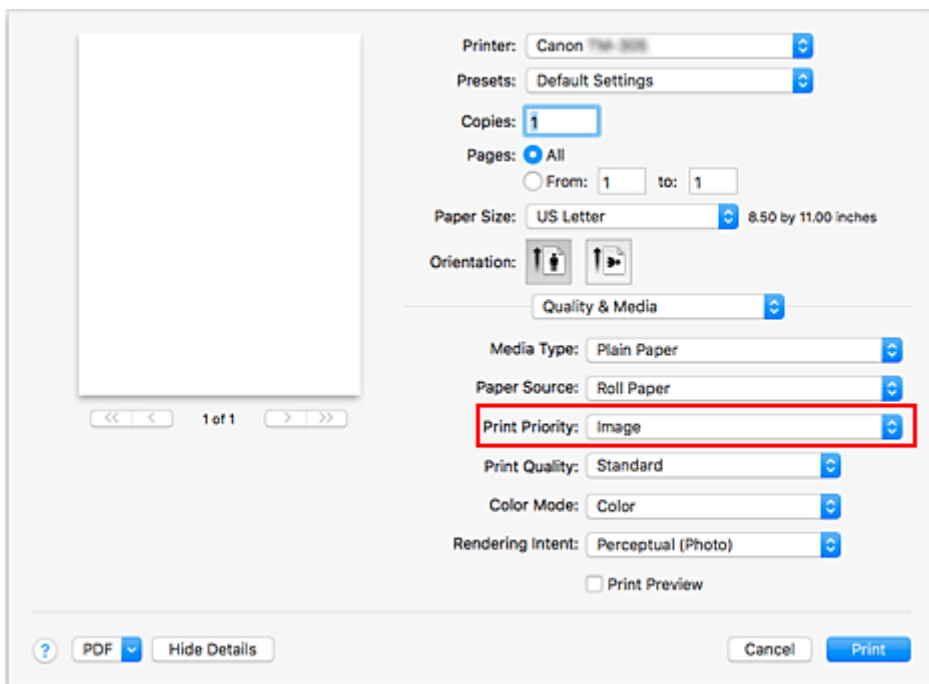 Printer: Canon
Presets: Default Settings
Copies: 1
Pages: All
From: 1 to: 1
Paper Size: US Letter 8.50 by 11.00 inches
Orientation:
Quality & Media
Media Type: Plain Paper
Paper Source: Roll Paper
<< < 1 of 1 > >>
Print Priority: Image
Print Quality: Standard
Color Mode: Color
Rendering Intent: Perceptual (Photo)
Print Preview
? PDF Hide Details Cancel Print